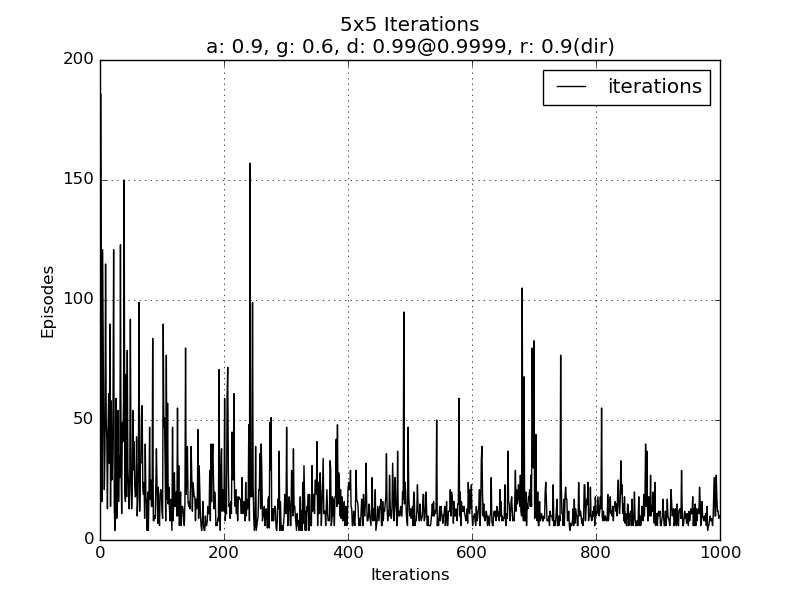 5x5 Iterations
a: 0.9, g: 0.6, d: 0.99@0.9999, r: 0.9(dir)
200
iterations
150
Episodes
100
50
0
0 200 400 600 800 1000
Iterations